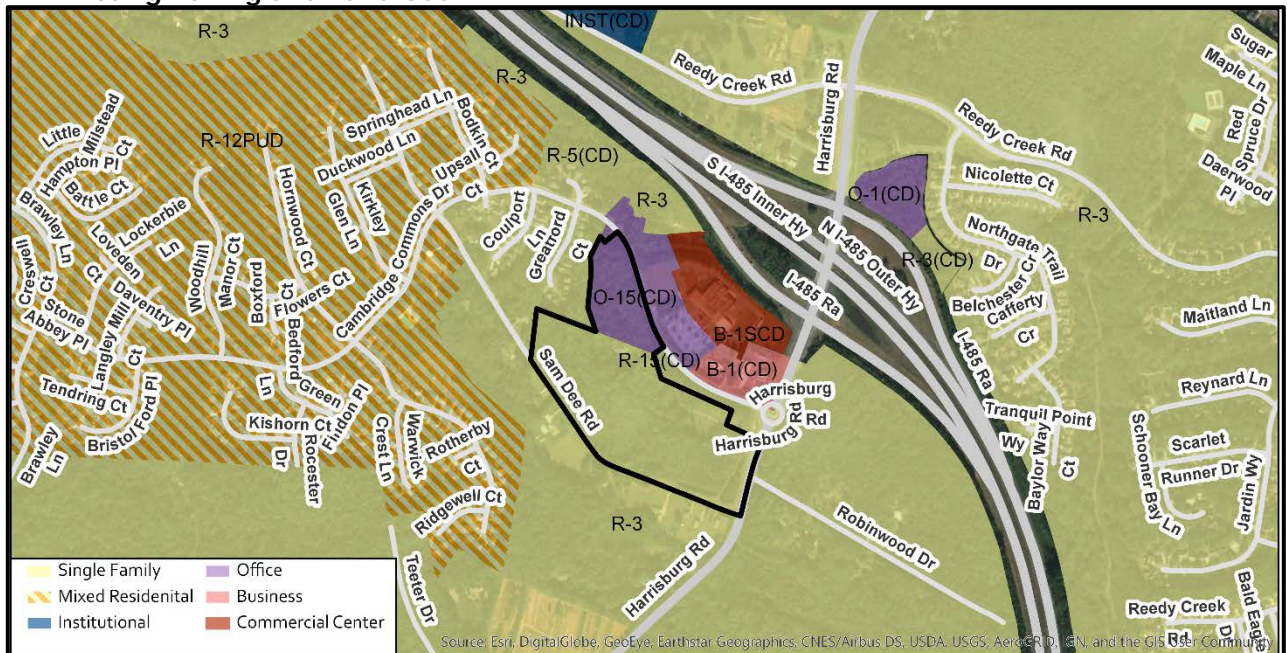 INST(CD)
R-3
Reedy Creek Rd
Harrisburg Rd
Sugar
Maple Ln
Red
Spruce Dr
Daerwood
Pl
R-3
Springhead Ln
Bodkin Ct
Little
Milstead
Ct
Hampton Pl
Battle Ct
R-12PUD
Duckwood Ln
Upsall
Ct
R-5(CD)
S I-485 Inner Hy
Reedy Creek Rd
Nicolette Ct
O-1(CD)
R-3
Hornwood Ct
Kirkley
Glen Ln
Cambridge Commons Dr
Coulport
Ln
Greatford
Ct
R-3
N I-485 Outer Hy
Northgate Trail
Dr
R-3(CD)
Brawley Ln
Lockerbie
Ln
Loveden
Ct
Woodhill
Manor Ct
Boxford
Ct
Flowers Ct
Belchester
Cr
Cafferty
Cr
Maitland Ln
Creswell
Ct
Stone
Abbey Pl
Daventry Pl
Langley Mill
Ct
Bedford
Ln
O-15(CD)
I-485 Ra
B-1SCD
R-15(CD)
B-1(CD)
I-485 Ra
Reynard Ln
Sam Dee Rd
Harrisburg
Rd
Harrisburg Rd
Tranquil Point
Wy
Baylor Way
Ct
Schooner Bay Ln
Scarlet
Runner Dr
Jardin Wy
Tendring Ct
Bristol Ford Pl
Green
Findon Pl
Kishorn Ct
Dr
Rocester
Crest Ln
Warwick
Rotherby
Ct
Ridgewell Ct
Brawley
Ln
R-3
Robinwood Dr
Harrisburg Rd
Teeter Dr
Reedy Creek
Rd
Dr
Bald Eagle
Single Family
Mixed Residenital
Institutional
Office
Business
Commercial Center
Source: Esri, DigitalGlobe, GeoEye, Earthstar Geographics, CNES/Airbus DS, USDA, USGS, AeroGRID, IGN, and the GIS User Community